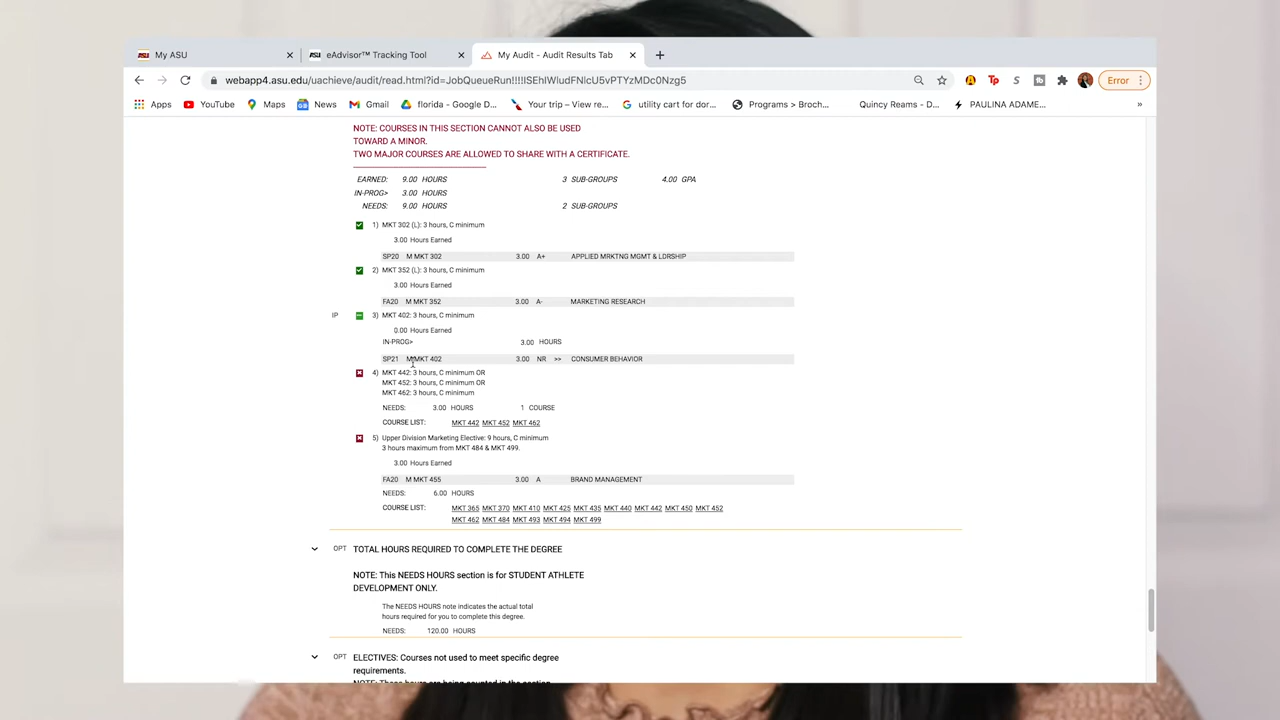 My ASU
eAdvisor™ Tracking Tool
My Audit - Audit Results Tab
webapp4.asu.edu/uachieve/audit/read.html?id=JobQueueRun!!!!ISEhIWludFNlcU5vPTYzMDc0Nzg5
Error
Apps YouTube Maps News Gmail florida - Google D... Your trip – View re... utility cart for dor... Programs > Broch... Quincy Reams - D... PAULINA ADAME... »
NOTE: COURSES IN THIS SECTION CANNOT ALSO BE USED
TOWARD A MINOR.
TWO MAJOR COURSES ARE ALLOWED TO SHARE WITH A CERTIFICATE.
EARNED: 9.00 HOURS 3 SUB-GROUPS 4.00 GPA
IN-PROG> 3.00 HOURS
NEEDS: 9.00 HOURS 2 SUB-GROUPS
1) MKT 302 (L): 3 hours, C minimum
3.00 Hours Earned
SP20 M MKT 302 3.00 A+ APPLIED MRKTNG MGMT & LDRSHIP
2) MKT 352 (L): 3 hours, C minimum
3.00 Hours Earned
FA20 M MKT 352 3.00 A- MARKETING RESEARCH
IP 3) MKT 402: 3 hours, C minimum
0.00 Hours Earned
IN-PROG> 3.00 HOURS
SP21 M MKT 402 3.00 NR >> CONSUMER BEHAVIOR
4) MKT 442: 3 hours, C minimum OR
MKT 452: 3 hours, C minimum OR
MKT 462: 3 hours, C minimum
NEEDS: 3.00 HOURS 1 COURSE
COURSE LIST: MKT 442 MKT 452 MKT 462
5) Upper Division Marketing Elective: 9 hours, C minimum
3 hours maximum from MKT 484 & MKT 499.
3.00 Hours Earned
FA20 M MKT 455 3.00 A BRAND MANAGEMENT
NEEDS: 6.00 HOURS
COURSE LIST: MKT 365 MKT 370 MKT 410 MKT 425 MKT 435 MKT 440 MKT 442 MKT 450 MKT 452
MKT 462 MKT 484 MKT 493 MKT 494 MKT 499
OPT TOTAL HOURS REQUIRED TO COMPLETE THE DEGREE
NOTE: This NEEDS HOURS section is for STUDENT ATHLETE
DEVELOPMENT ONLY.
The NEEDS HOURS note indicates the actual total
hours required for you to complete this degree.
NEEDS: 120.00 HOURS
OPT ELECTIVES: Courses not used to meet specific degree
requirements.